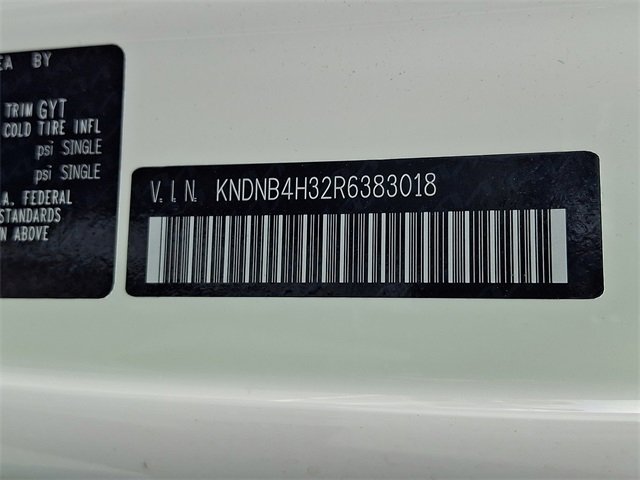 EA BY
TRIM GYT
COLD TIRE INFL
psi SINGLE
psi SINGLE
A. FEDERAL
STANDARDS
N ABOVE
V.I.N. KNDNB4H32R6383018